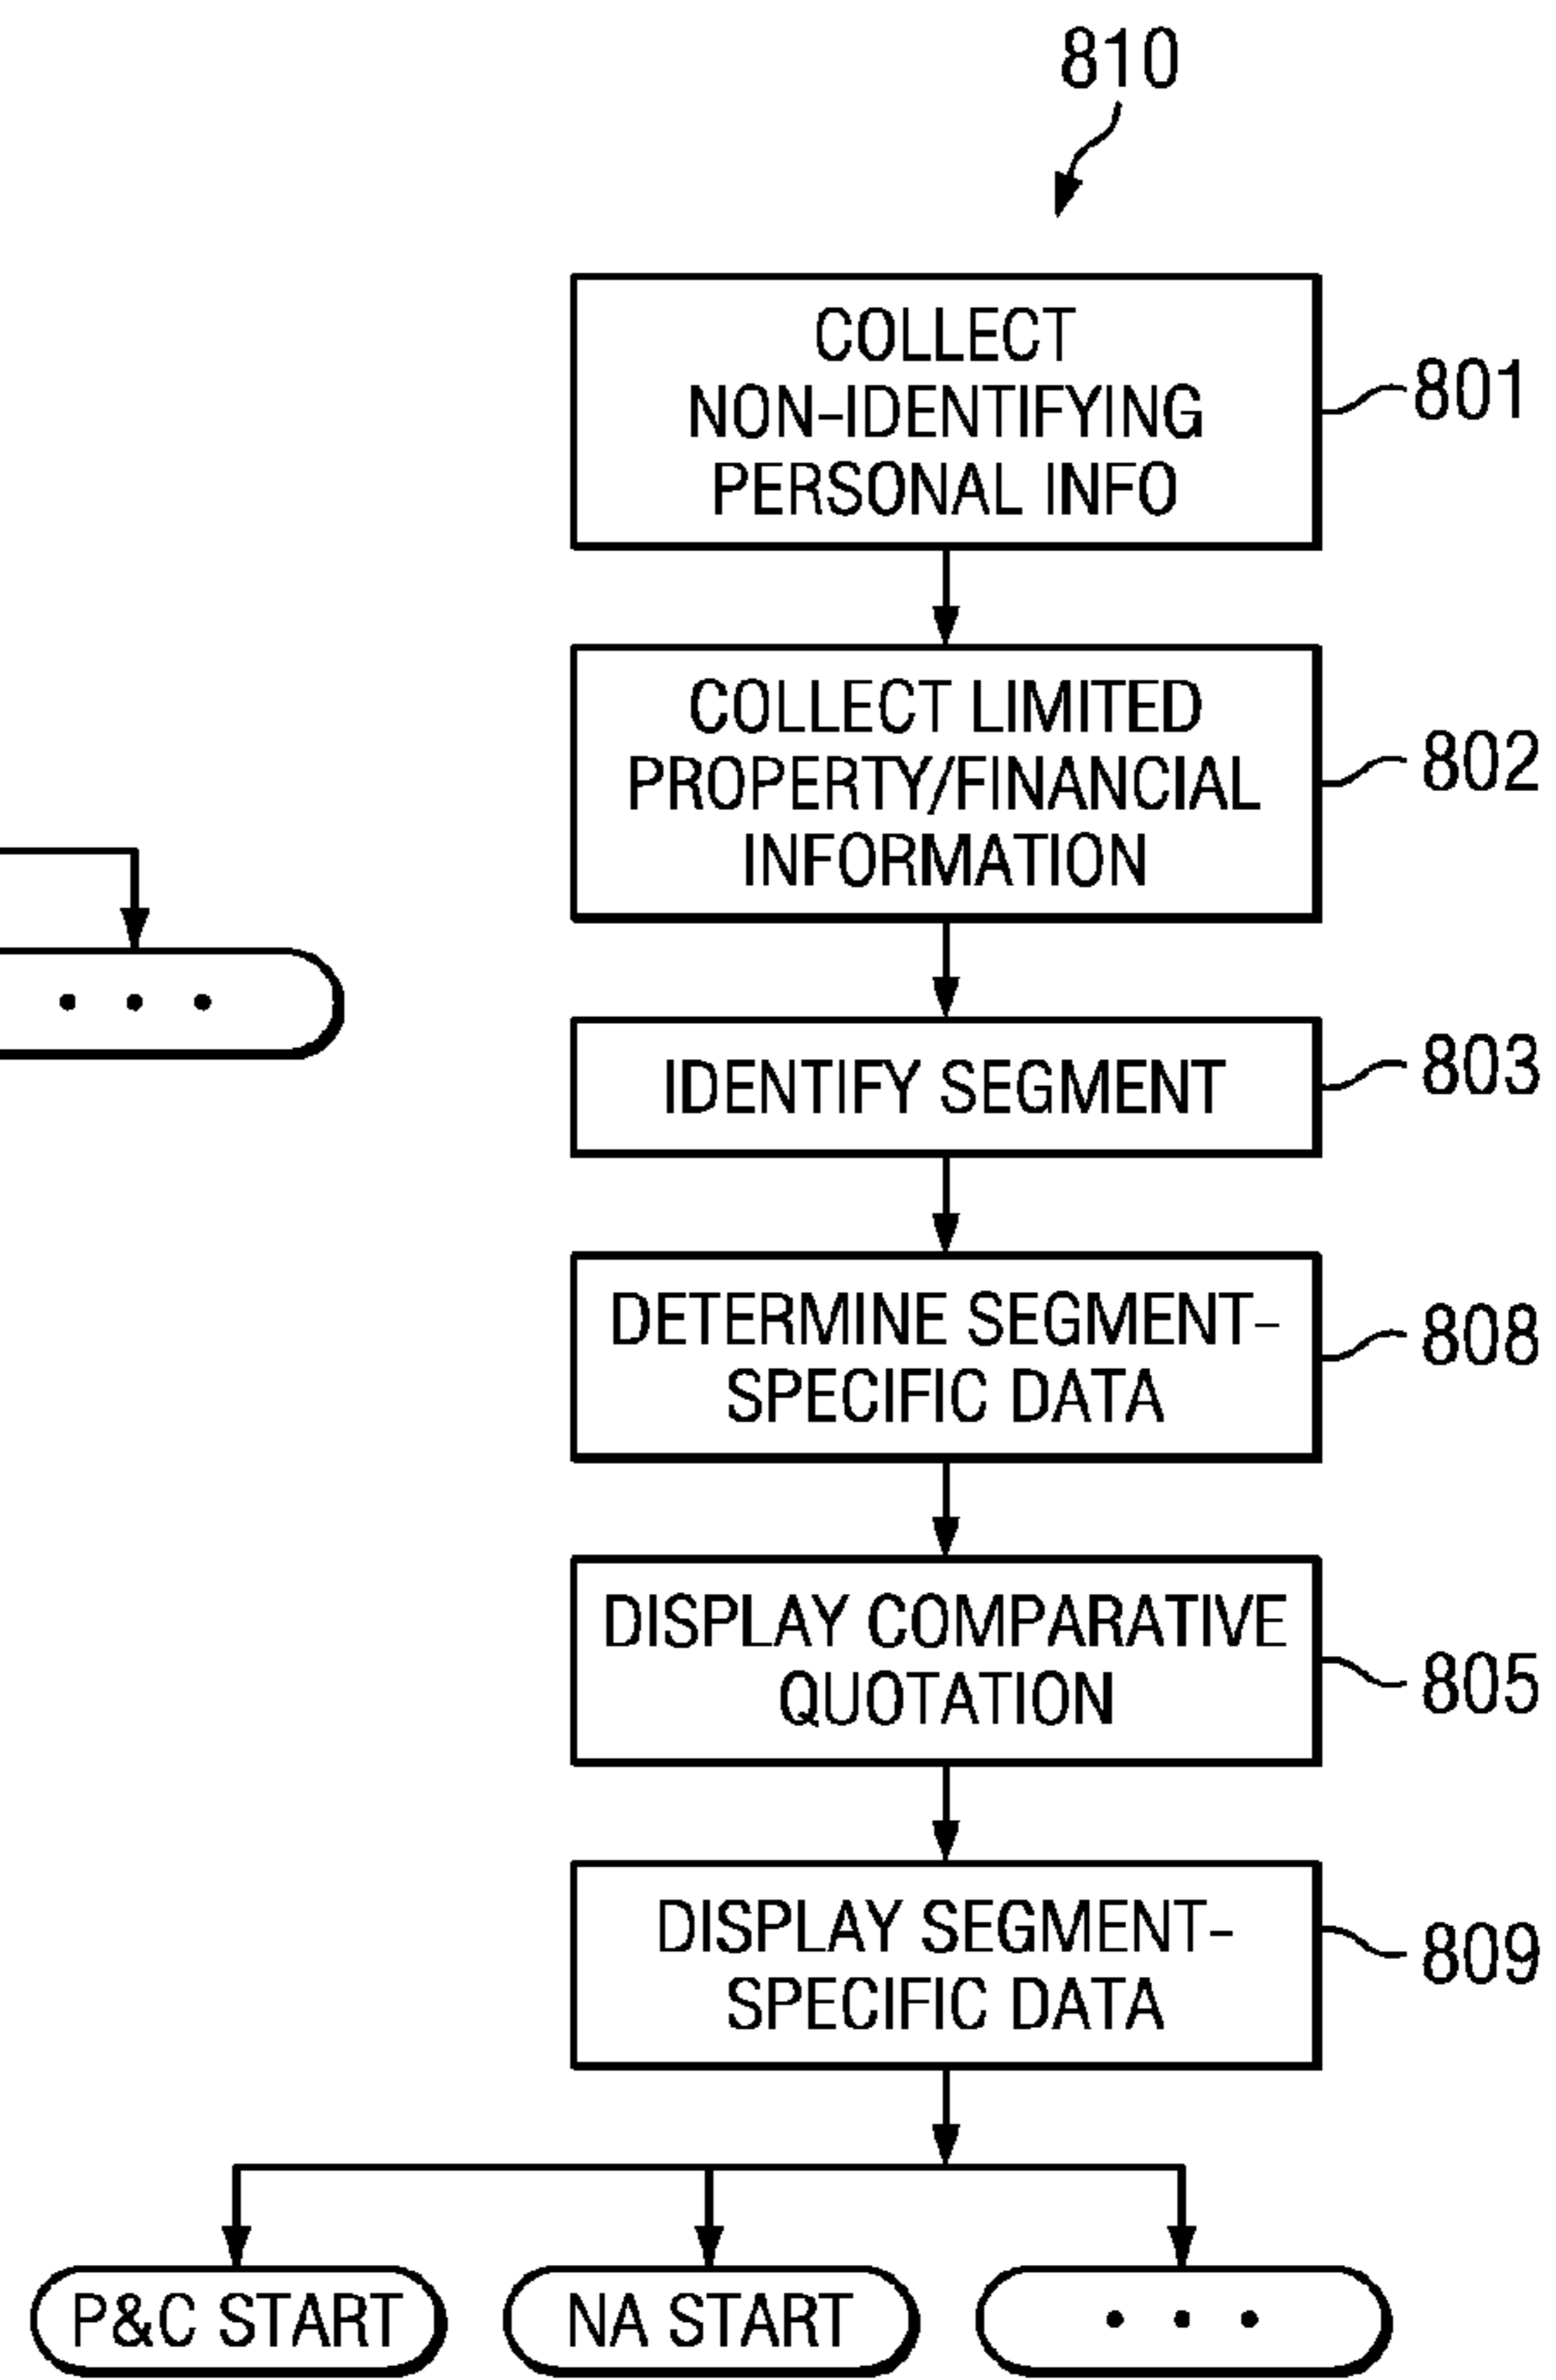 810
COLLECT
NON-IDENTIFYING
PERSONAL INFO
801
COLLECT LIMITED
PROPERTY/FINANCIAL
INFORMATION
802
• • •
IDENTIFY SEGMENT
803
DETERMINE SEGMENT-
SPECIFIC DATA
808
DISPLAY COMPARATIVE
QUOTATION
805
DISPLAY SEGMENT-
SPECIFIC DATA
809
P&C START
NA START
• • •